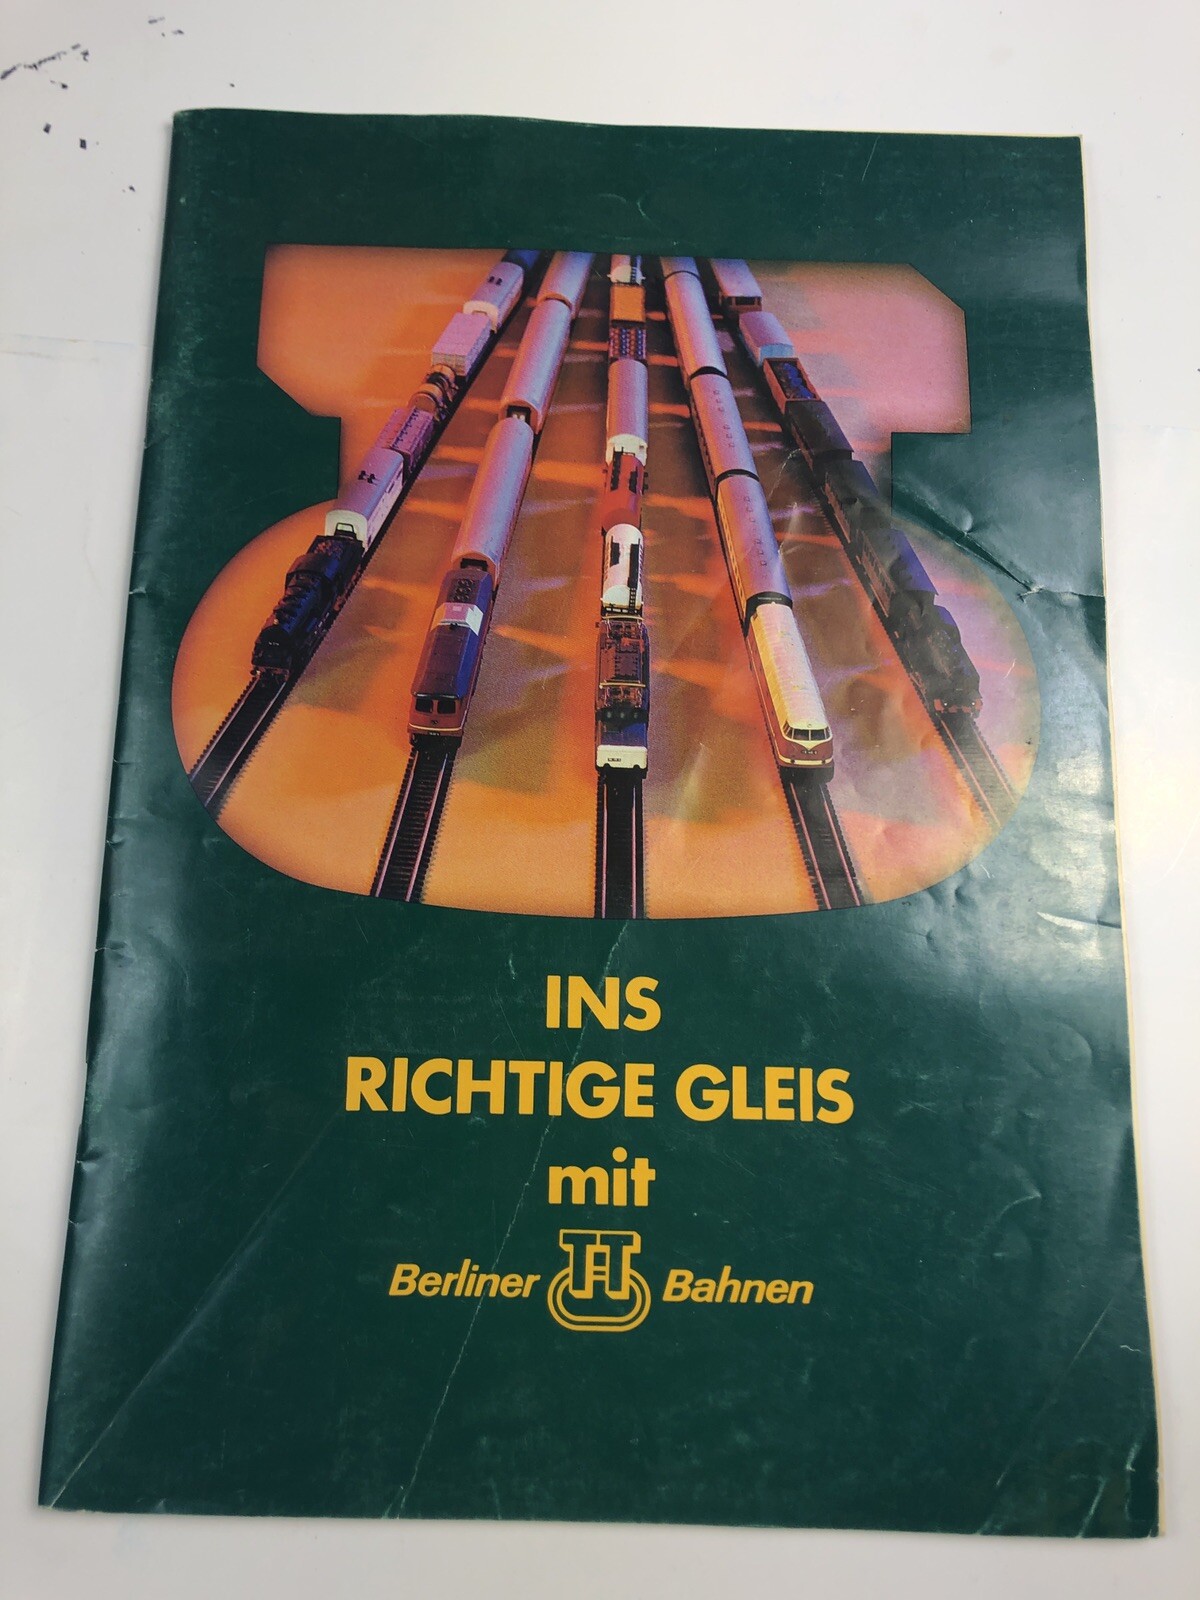 INS
RICHTIGE GLEIS
mit
Berliner TT Bahnen